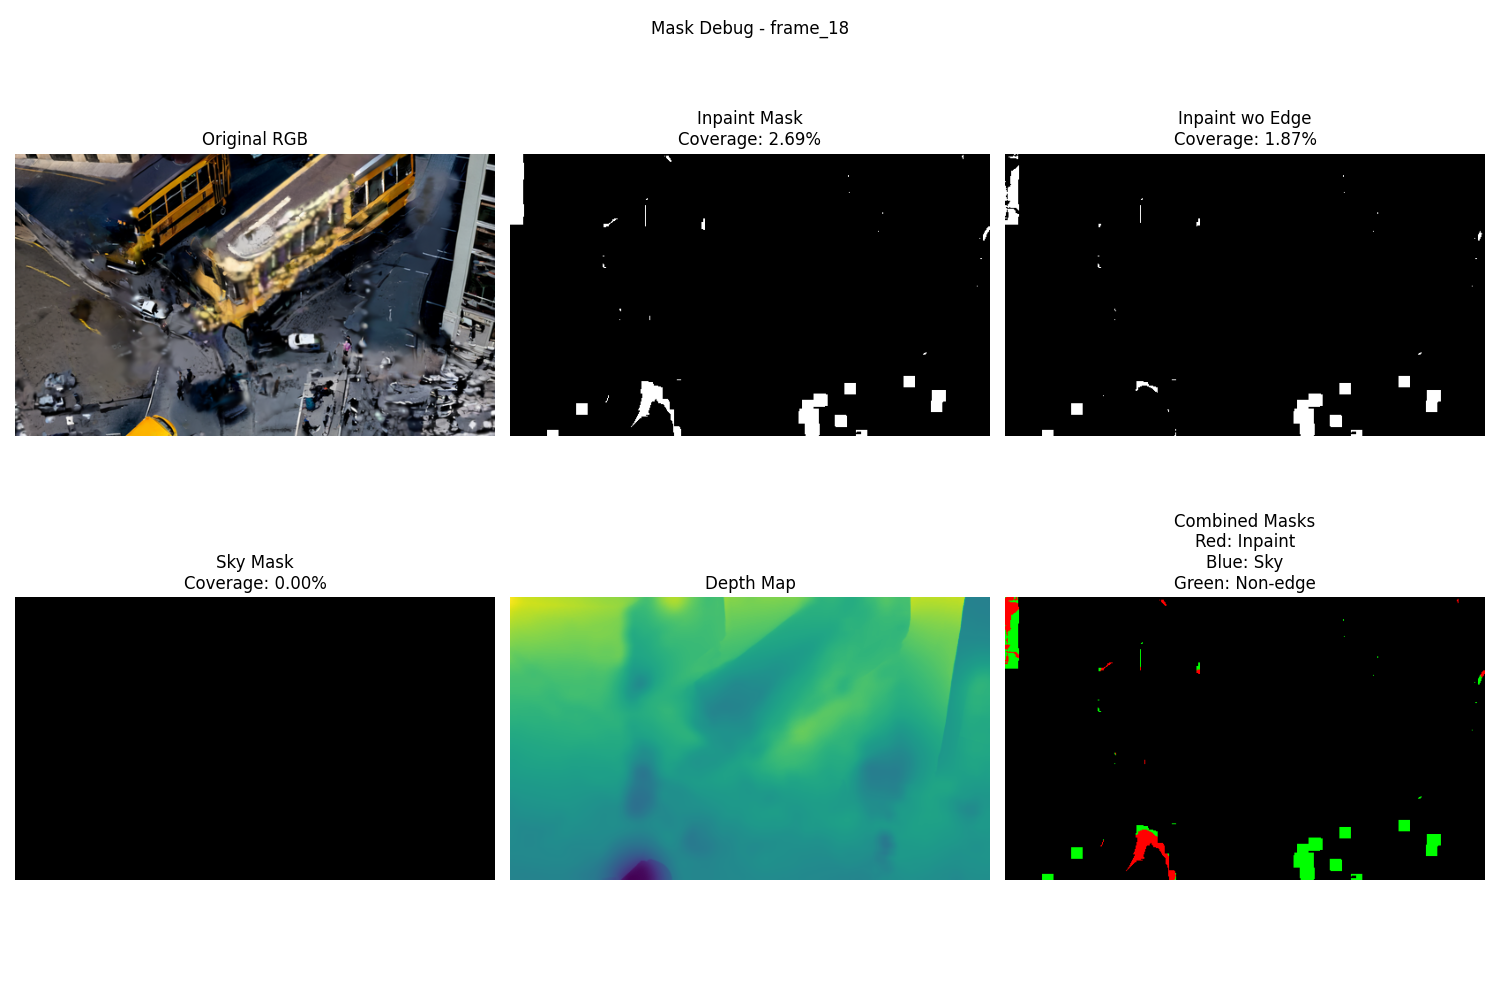 Mask Debug - frame_18
Original RGB
Inpaint Mask
Coverage: 2.69%
Inpaint wo Edge
Coverage: 1.87%
Sky Mask
Coverage: 0.00%
Depth Map
Combined Masks
Red: Inpaint
Blue: Sky
Green: Non-edge